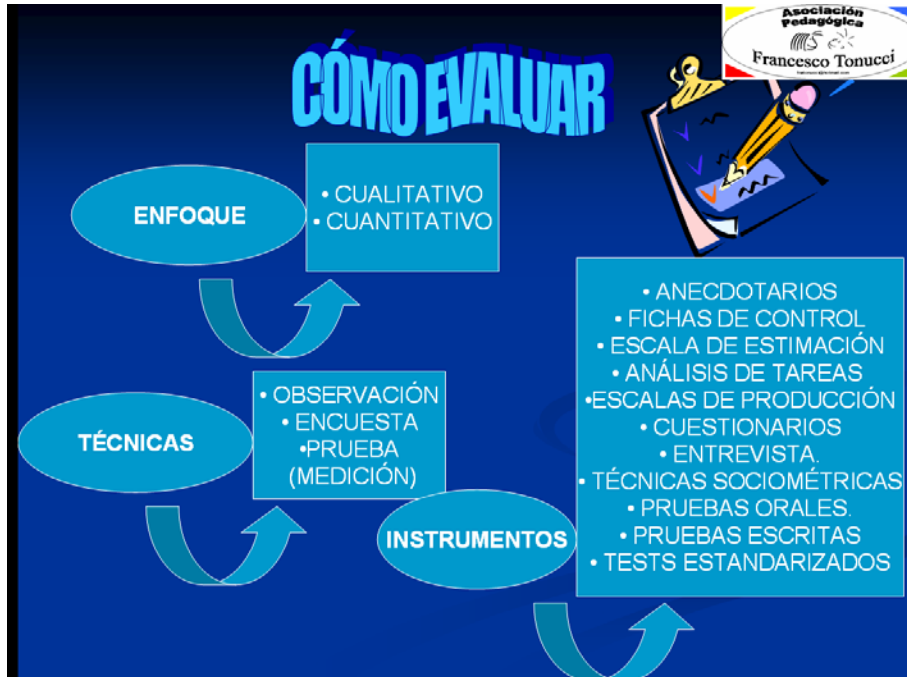 Asociación
Pedagógica
Francesco Tonucci
CÓMO EVALUAR
ENFOQUE
• CUALITATIVO
• CUANTITATIVO
TÉCNICAS
• OBSERVACIÓN
• ENCUESTA
•PRUEBA
(MEDICIÓN)
INSTRUMENTOS
• ANECDOTARIOS
• FICHAS DE CONTROL
• ESCALA DE ESTIMACIÓN
• ANÁLISIS DE TAREAS
•ESCALAS DE PRODUCCIÓN
• CUESTIONARIOS
• ENTREVISTA.
• TÉCNICAS SOCIOMÉTRICAS
• PRUEBAS ORALES.
• PRUEBAS ESCRITAS
• TESTS ESTANDARIZADOS